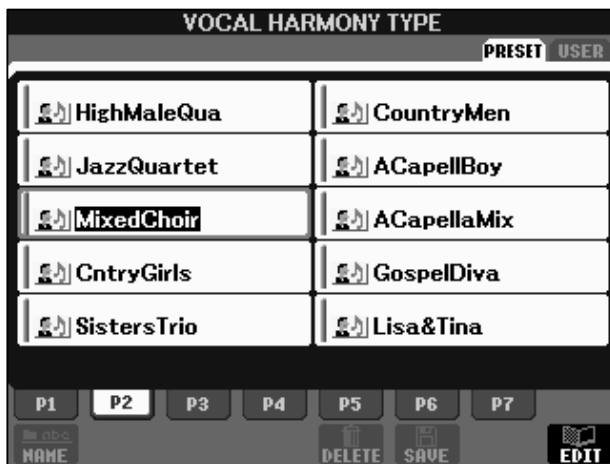 VOCAL HARMONY TYPE
PRESET USER
HighMaleQua CountryMen
JazzQuartet ACapellBoy
MixedChoir ACapellaMix
CntryGirls GospelDiva
SistersTrio Lisa&Tina
P1 P2 P3 P4 P5 P6 P7
abc
NAME DELETE SAVE EDIT